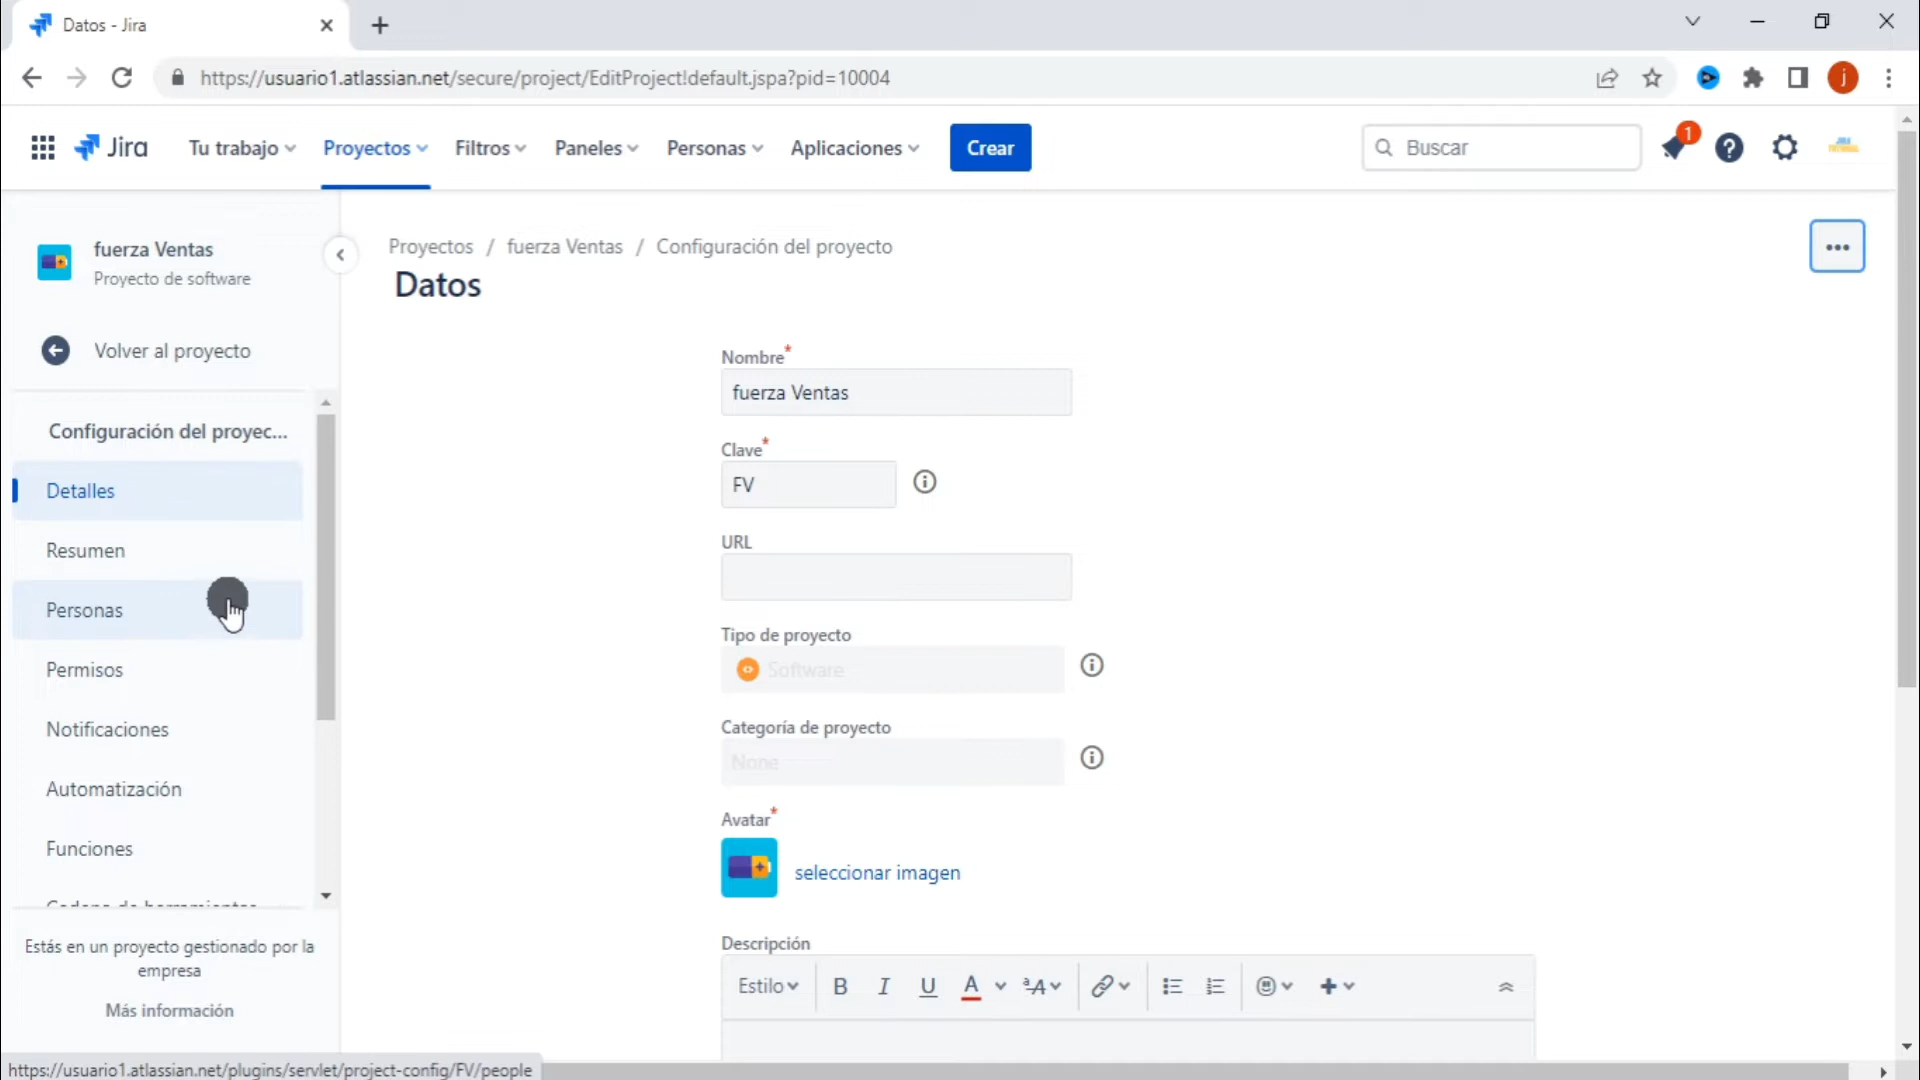 Datos - Jira
https://usuario1.atlassian.net/secure/project/EditProject!default.jspa?pid=10004
j
Jira
Tu trabajo
Proyectos
Filtros
Paneles
Personas
Aplicaciones
Crear
Buscar
1
fuerza Ventas
Proyecto de software
Volver al proyecto
Configuración del proyec...
Detalles
Resumen
Personas
Permisos
Notificaciones
Automatización
Funciones
Cadena de herramientas
Estás en un proyecto gestionado por la
empresa
Más información
Proyectos / fuerza Ventas / Configuración del proyecto
Datos
Nombre*
fuerza Ventas
Clave*
FV
URL
Tipo de proyecto
Software
Categoría de proyecto
None
Avatar*
seleccionar imagen
Descripción
Estilo B I U A ªA
https://usuario1.atlassian.net/plugins/servlet/project-config/FV/people